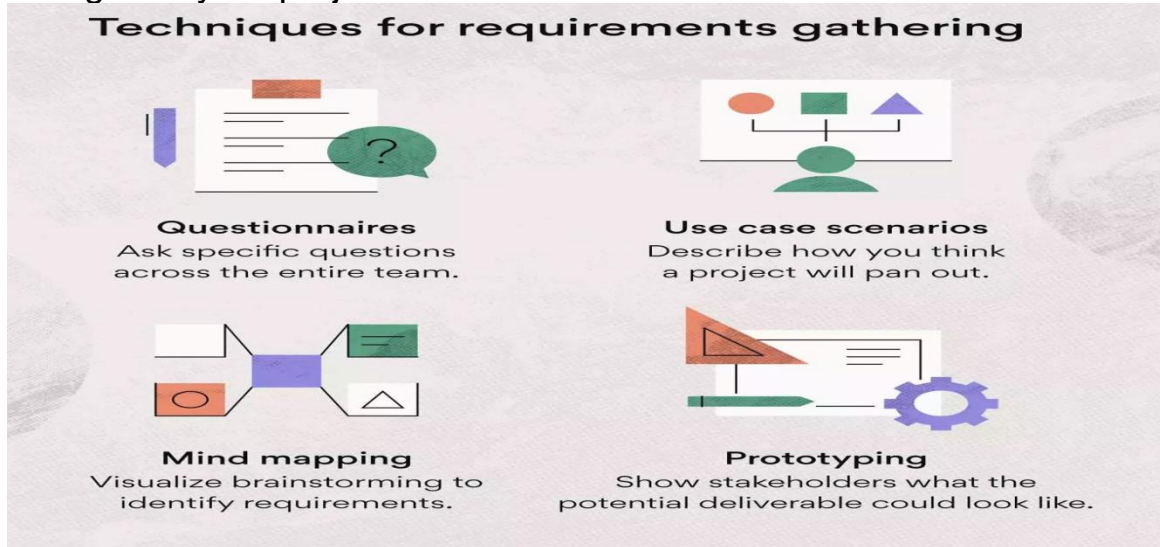 Techniques for requirements gathering
?
Questionnaires
Ask specific questions
across the entire team.
Use case scenarios
Describe how you think
a project will pan out.
Mind mapping
Visualize brainstorming to
identify requirements.
Prototyping
Show stakeholders what the
potential deliverable could look like.